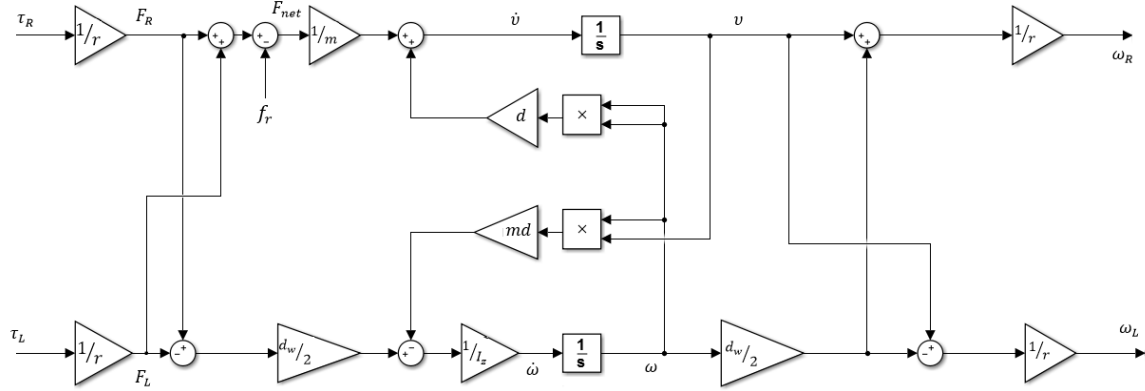 τ_R
1/r
F_R
+ +
+ −
F_net
1/m
+ +
v̇
1/s
υ
+ +
1/r
ω_R
f_r
d
×
md
×
τ_L
1/r
F_L
− +
d_w/2
+ −
1/I_z
ω̇
1/s
ω
d_w/2
− +
1/r
ω_L